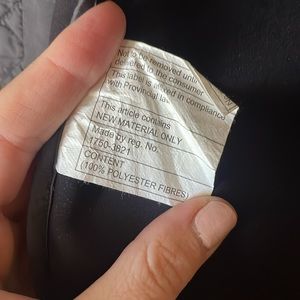 Not to be removed until
delivered to the consumer
This label is affixed in compliance
with Provincial law
This article contains
NEW MATERIAL ONLY
Made by reg. No.
1750-3821
CONTENT
(100% POLYESTER FIBRES)